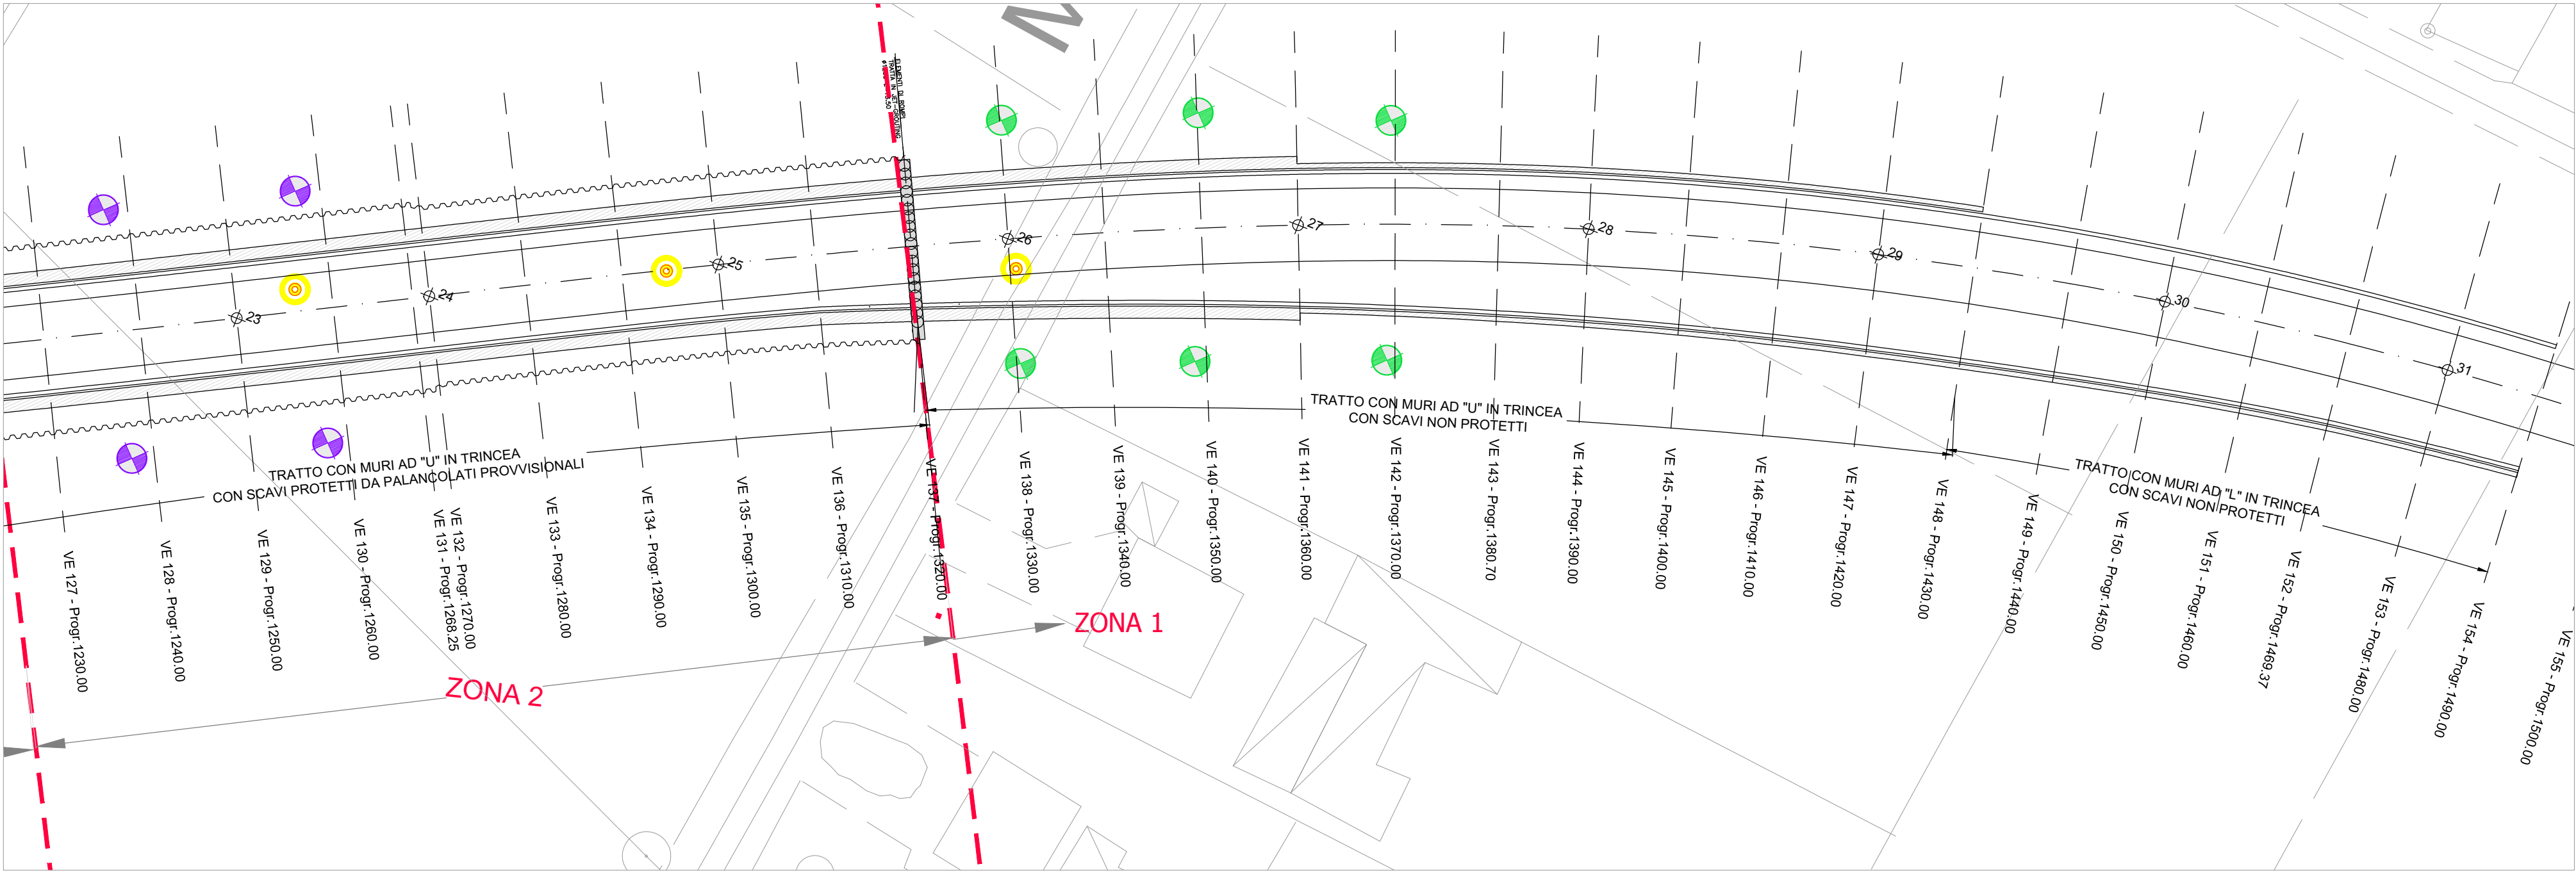 N
ELEMENTI DI BORDO
TRATTA IN JET-GROUTING
23
24
25
26
27
28
29
30
31
TRATTO CON MURI AD "U" IN TRINCEA
CON SCAVI PROTETTI DA PALANCOLATI PROVVISIONALI
TRATTO CON MURI AD "U" IN TRINCEA
CON SCAVI NON PROTETTI
TRATTO CON MURI AD "L" IN TRINCEA
CON SCAVI NON PROTETTI
VE 127 - Progr.1230.00
VE 128 - Progr.1240.00
VE 129 - Progr.1250.00
VE 130 - Progr.1260.00
VE 131 - Progr.1268.25
VE 132 - Progr.1270.00
VE 133 - Progr.1280.00
VE 134 - Progr.1290.00
VE 135 - Progr.1300.00
VE 136 - Progr.1310.00
VE 137 - Progr.1320.00
VE 138 - Progr.1330.00
VE 139 - Progr.1340.00
VE 140 - Progr.1350.00
VE 141 - Progr.1360.00
VE 142 - Progr.1370.00
VE 143 - Progr.1380.70
VE 144 - Progr.1390.00
VE 145 - Progr.1400.00
VE 146 - Progr.1410.00
VE 147 - Progr.1420.00
VE 148 - Progr.1430.00
VE 149 - Progr.1440.00
VE 150 - Progr.1450.00
VE 151 - Progr.1460.00
VE 152 - Progr.1469.37
VE 153 - Progr.1480.00
VE 154 - Progr.1490.00
VE 155 - Progr.1500.00
ZONA 1
ZONA 2